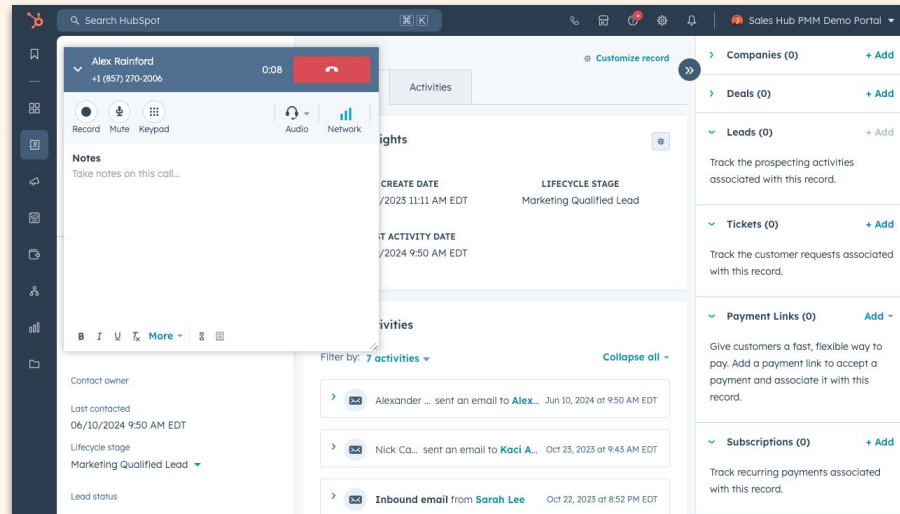 Search HubSpot
⌘ K
Sales Hub PMM Demo Portal
Alex Rainford
+1 (857) 270-2006
0:08
Record
Mute
Keypad
Audio
Network
Notes
Take notes on this call...
B I U Tx More
Contact owner
Last contacted
06/10/2024 9:50 AM EDT
Lifecycle stage
Marketing Qualified Lead
Lead status
Customize record
Activities
ights
CREATE DATE
/2023 11:11 AM EDT
LIFECYCLE STAGE
Marketing Qualified Lead
T ACTIVITY DATE
/2024 9:50 AM EDT
ivities
Filter by: 7 activities
Collapse all
Alexander ... sent an email to Alex... Jun 10, 2024 at 9:50 AM EDT
Nick Ca... sent an email to Kaci A... Oct 23, 2023 at 9:43 AM EDT
Inbound email from Sarah Lee Oct 22, 2023 at 8:52 PM EDT
Companies (0) + Add
Deals (0) + Add
Leads (0) + Add
Track the prospecting activities
associated with this record.
Tickets (0) + Add
Track the customer requests associated
with this record.
Payment Links (0) Add
Give customers a fast, flexible way to
pay. Add a payment link to accept a
payment and associate it with this
record.
Subscriptions (0) + Add
Track recurring payments associated
with this record.